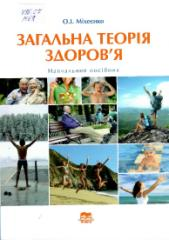 О.І. Міхеєнко
ЗАГАЛЬНА ТЕОРІЯ
ЗДОРОВ'Я
Навчальний посібник